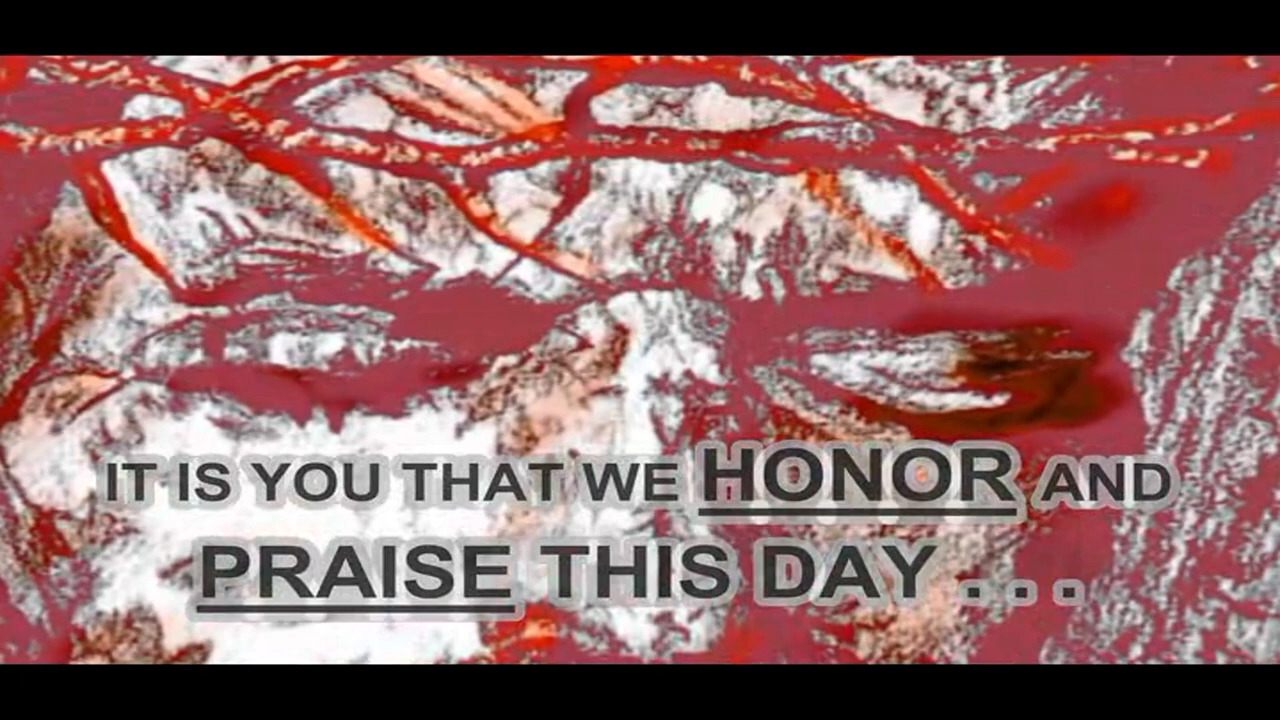 IT IS YOU THAT WE HONOR AND
PRAISE THIS DAY . . .